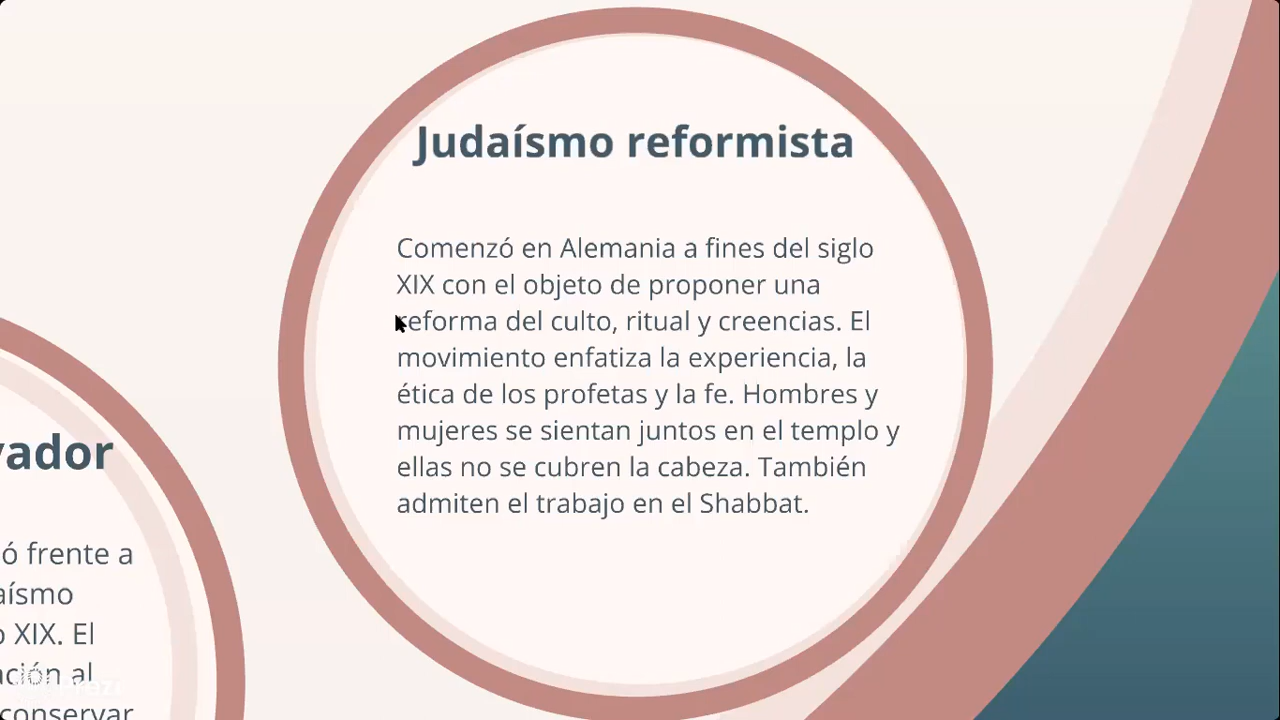 Judaísmo reformista
Comenzó en Alemania a fines del siglo
XIX con el objeto de proponer una
reforma del culto, ritual y creencias. El
movimiento enfatiza la experiencia, la
ética de los profetas y la fe. Hombres y
mujeres se sientan juntos en el templo y
ellas no se cubren la cabeza. También
admiten el trabajo en el Shabbat.
vador
ó frente a
aísmo
o XIX. El
ación al
conservar
Prezi